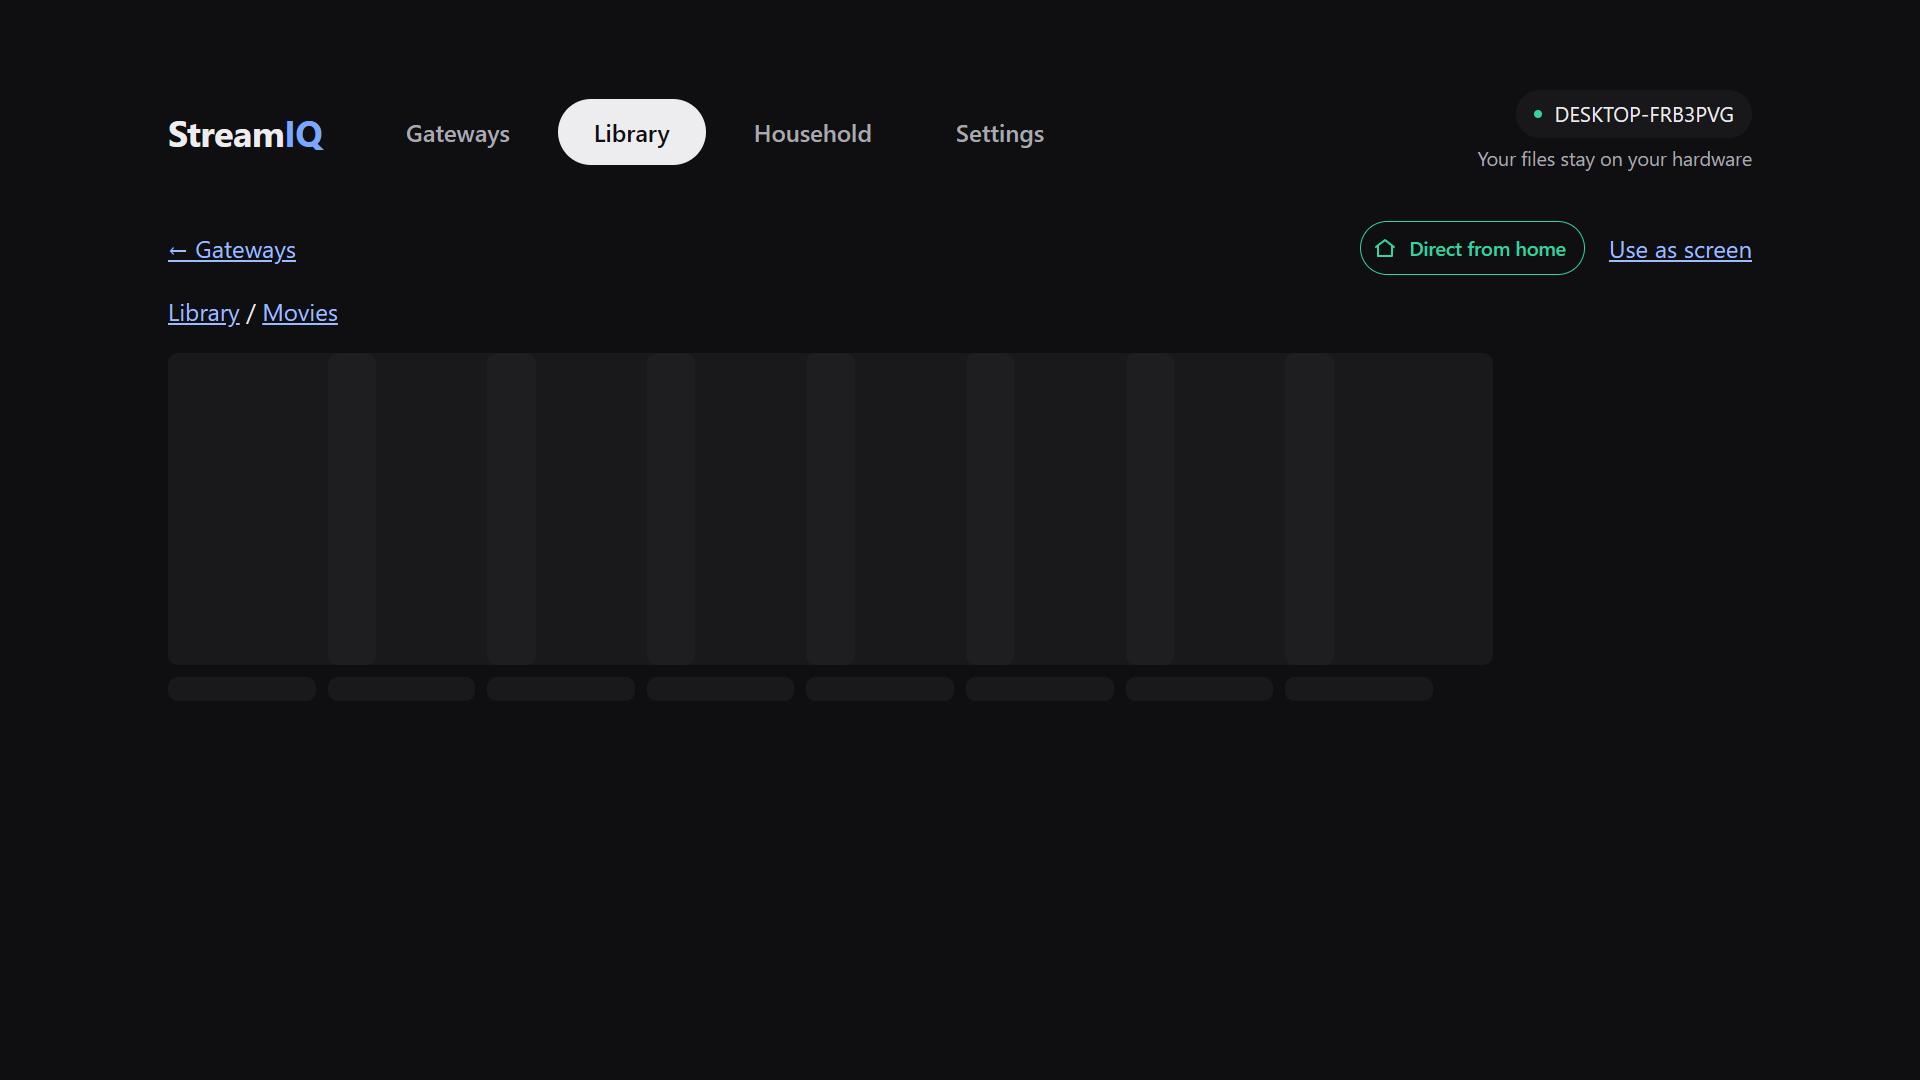 StreamIQ
Gateways
Library
Household
Settings
DESKTOP-FRB3PVG
Your files stay on your hardware
← Gateways
Direct from home
Use as screen
Library / Movies